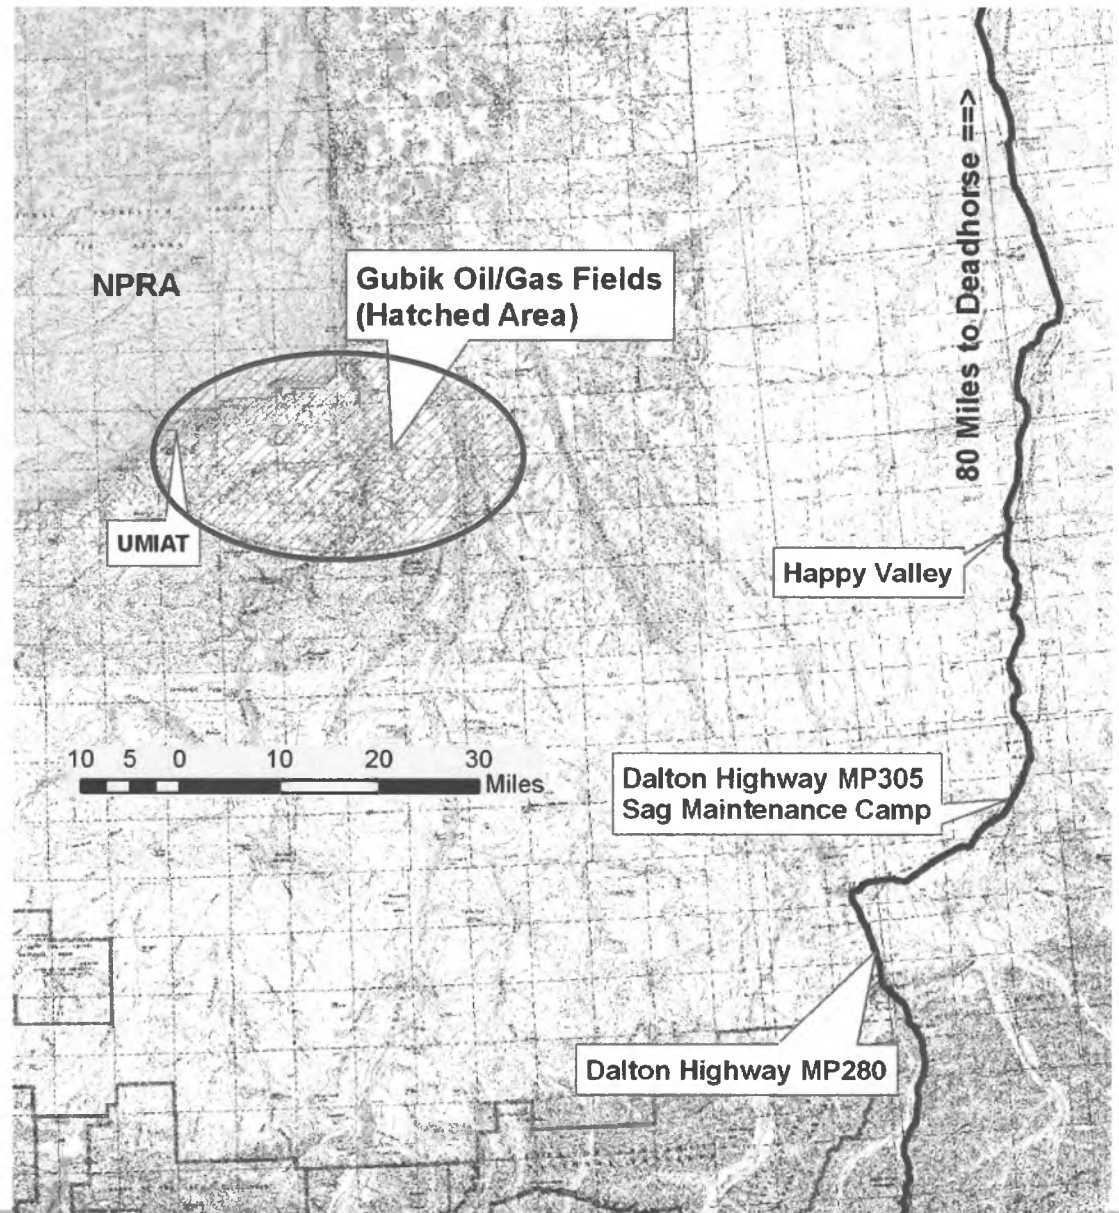 80 Miles to Deadhorse ==>
NPRA
Gubik Oil/Gas Fields
(Hatched Area)
UMIAT
Happy Valley
10 5 0 10 20 30
Miles
Dalton Highway MP305
Sag Maintenance Camp
Dalton Highway MP280